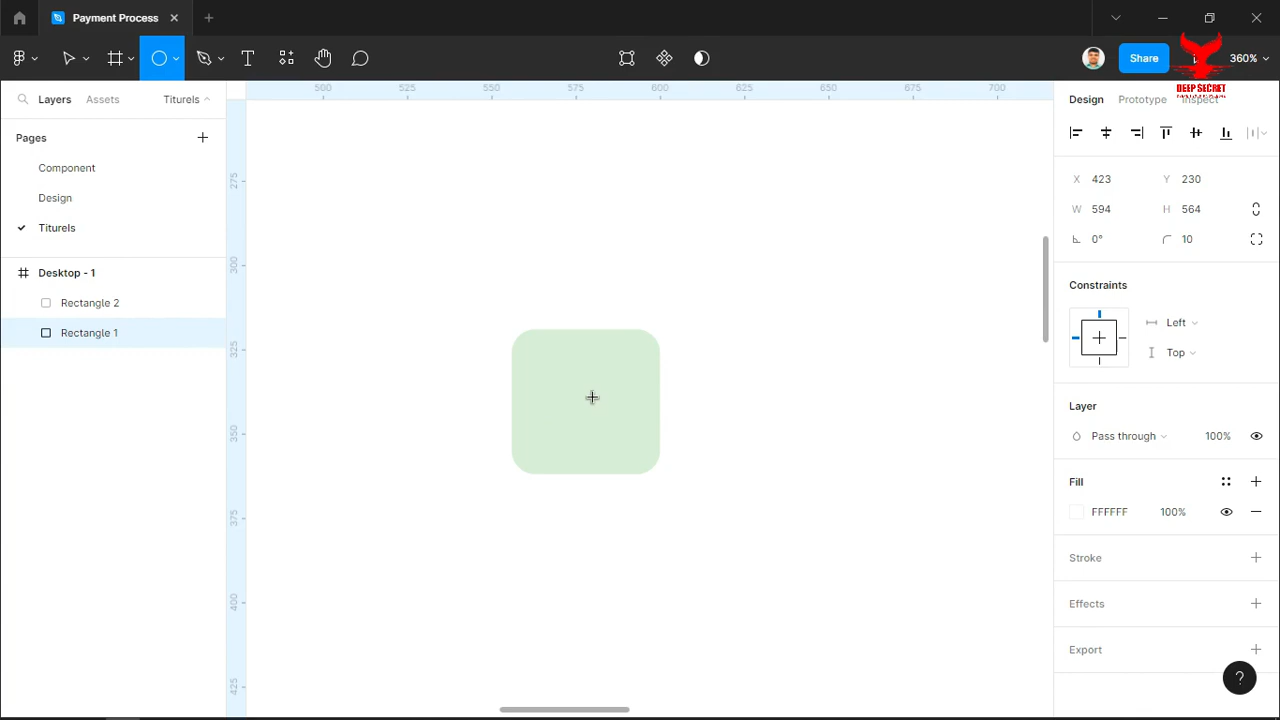 Payment Process
Share
360%
DEEP SECRET
Layers
Assets
Titurels
500
525
550
575
600
625
650
675
700
Design
Prototype
Inspect
Pages
Component
Design
Titurels
Desktop - 1
Rectangle 2
Rectangle 1
275
300
325
350
375
400
425
X 423
Y 230
W 594
H 564
0°
10
Constraints
Left
Top
Layer
Pass through
100%
Fill
FFFFFF
100%
Stroke
Effects
Export
?